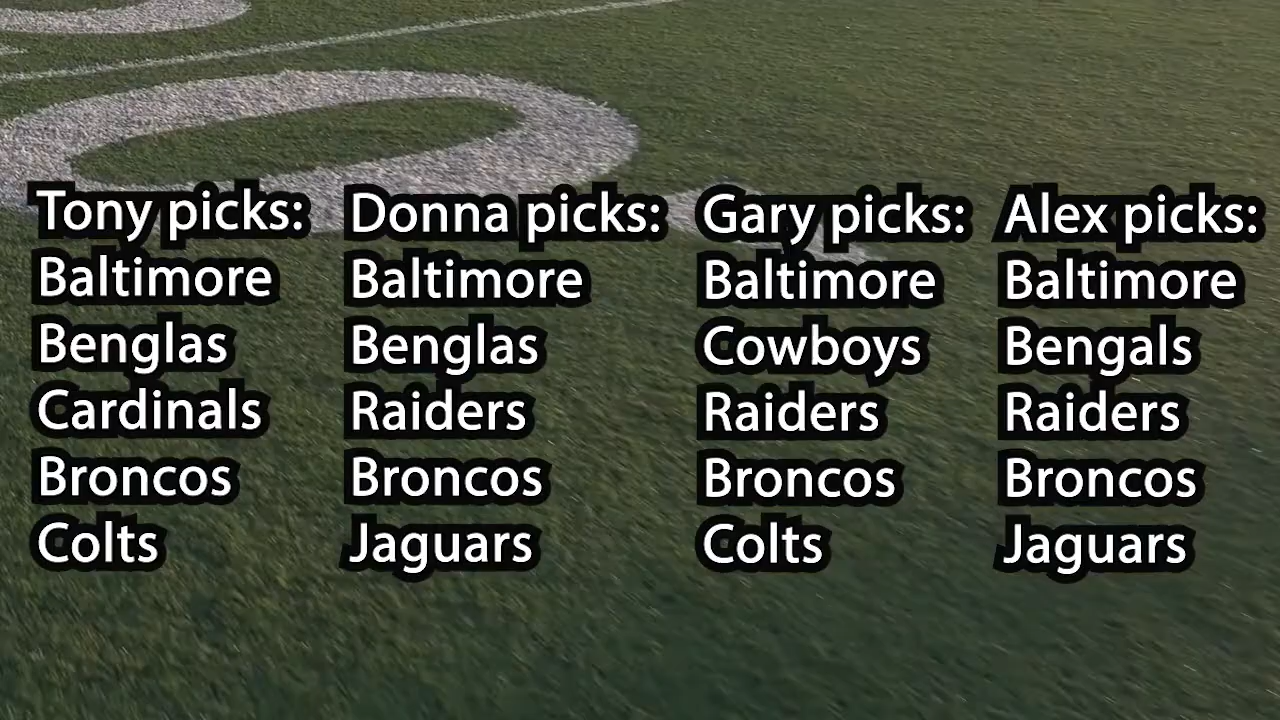 Tony picks:
Baltimore
Benglas
Cardinals
Broncos
Colts
Donna picks:
Baltimore
Benglas
Raiders
Broncos
Jaguars
Gary picks:
Baltimore
Cowboys
Raiders
Broncos
Colts
Alex picks:
Baltimore
Bengals
Raiders
Broncos
Jaguars